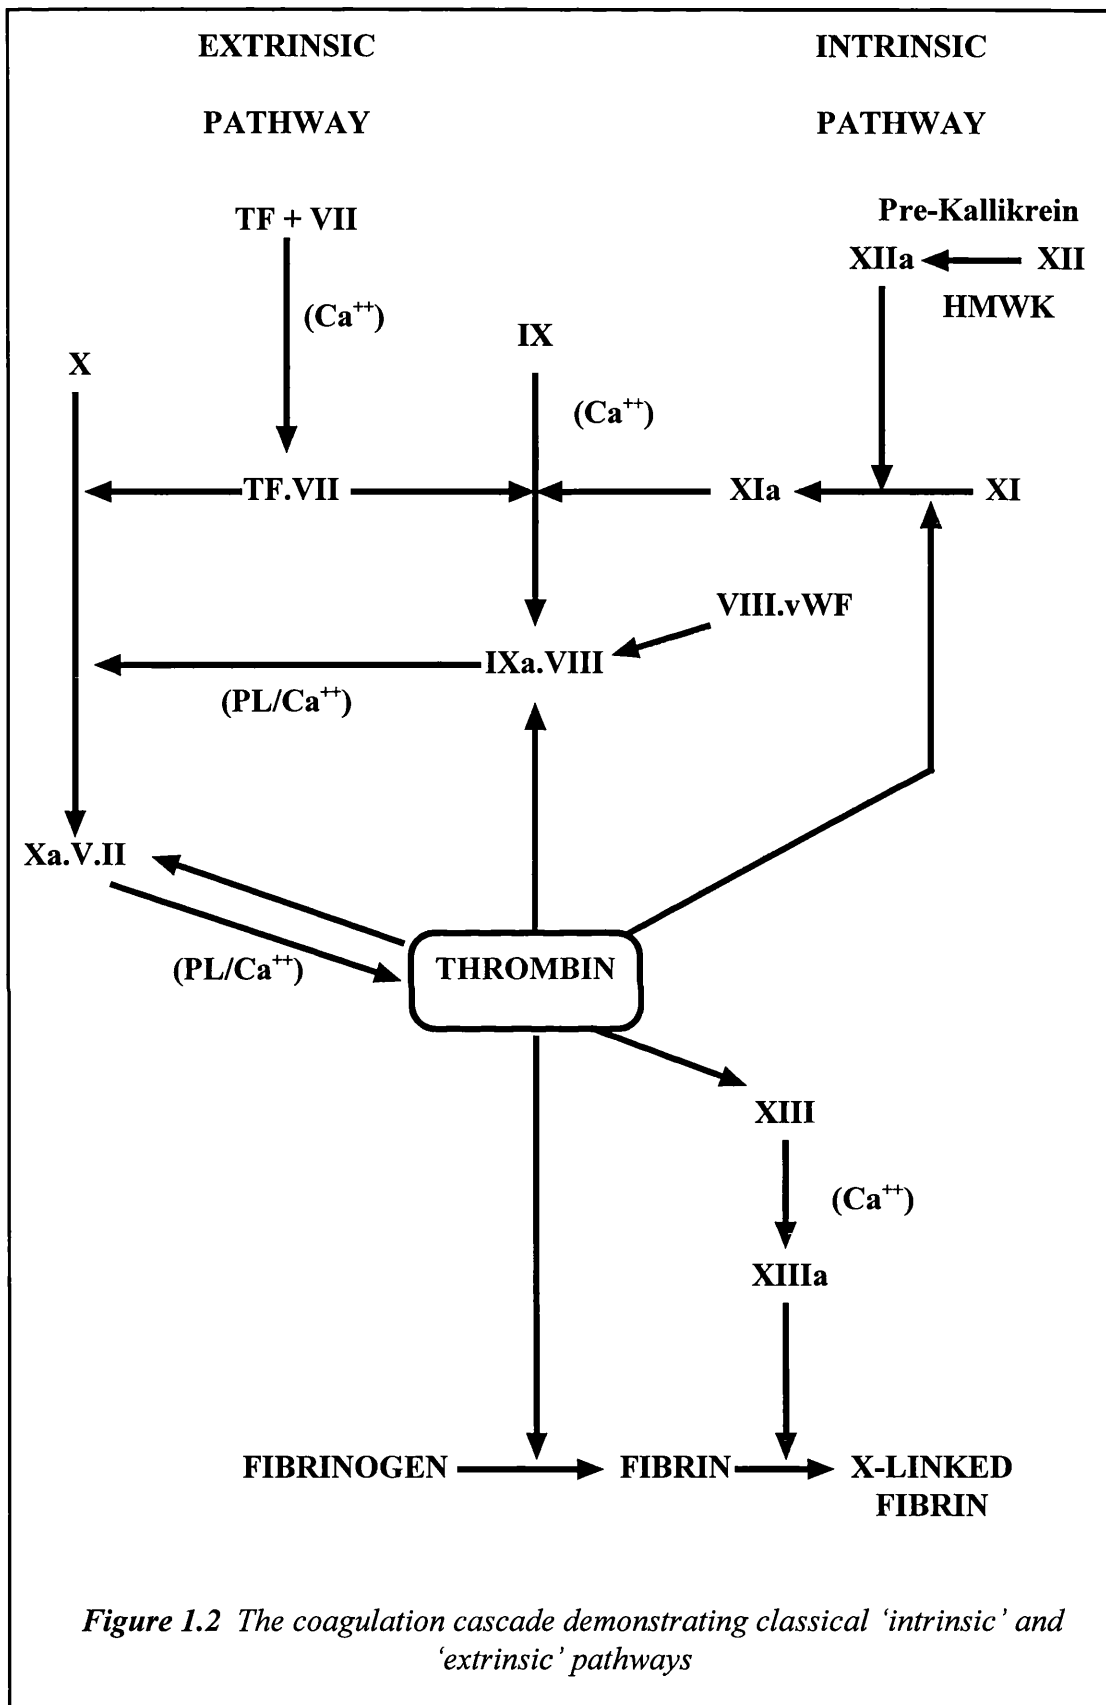 EXTRINSIC
PATHWAY
INTRINSIC
PATHWAY
TF + VII
Pre-Kallikrein
XIIa
XII
HMWK
(Ca⁺⁺)
IX
X
(Ca⁺⁺)
TF.VII
XIa
XI
VIII.vWF
IXa.VIII
(PL/Ca⁺⁺)
Xa.V.II
(PL/Ca⁺⁺)
THROMBIN
XIII
(Ca⁺⁺)
XIIIa
FIBRINOGEN
FIBRIN
X-LINKED
FIBRIN
Figure 1.2 The coagulation cascade demonstrating classical ‘intrinsic’ and
‘extrinsic’ pathways